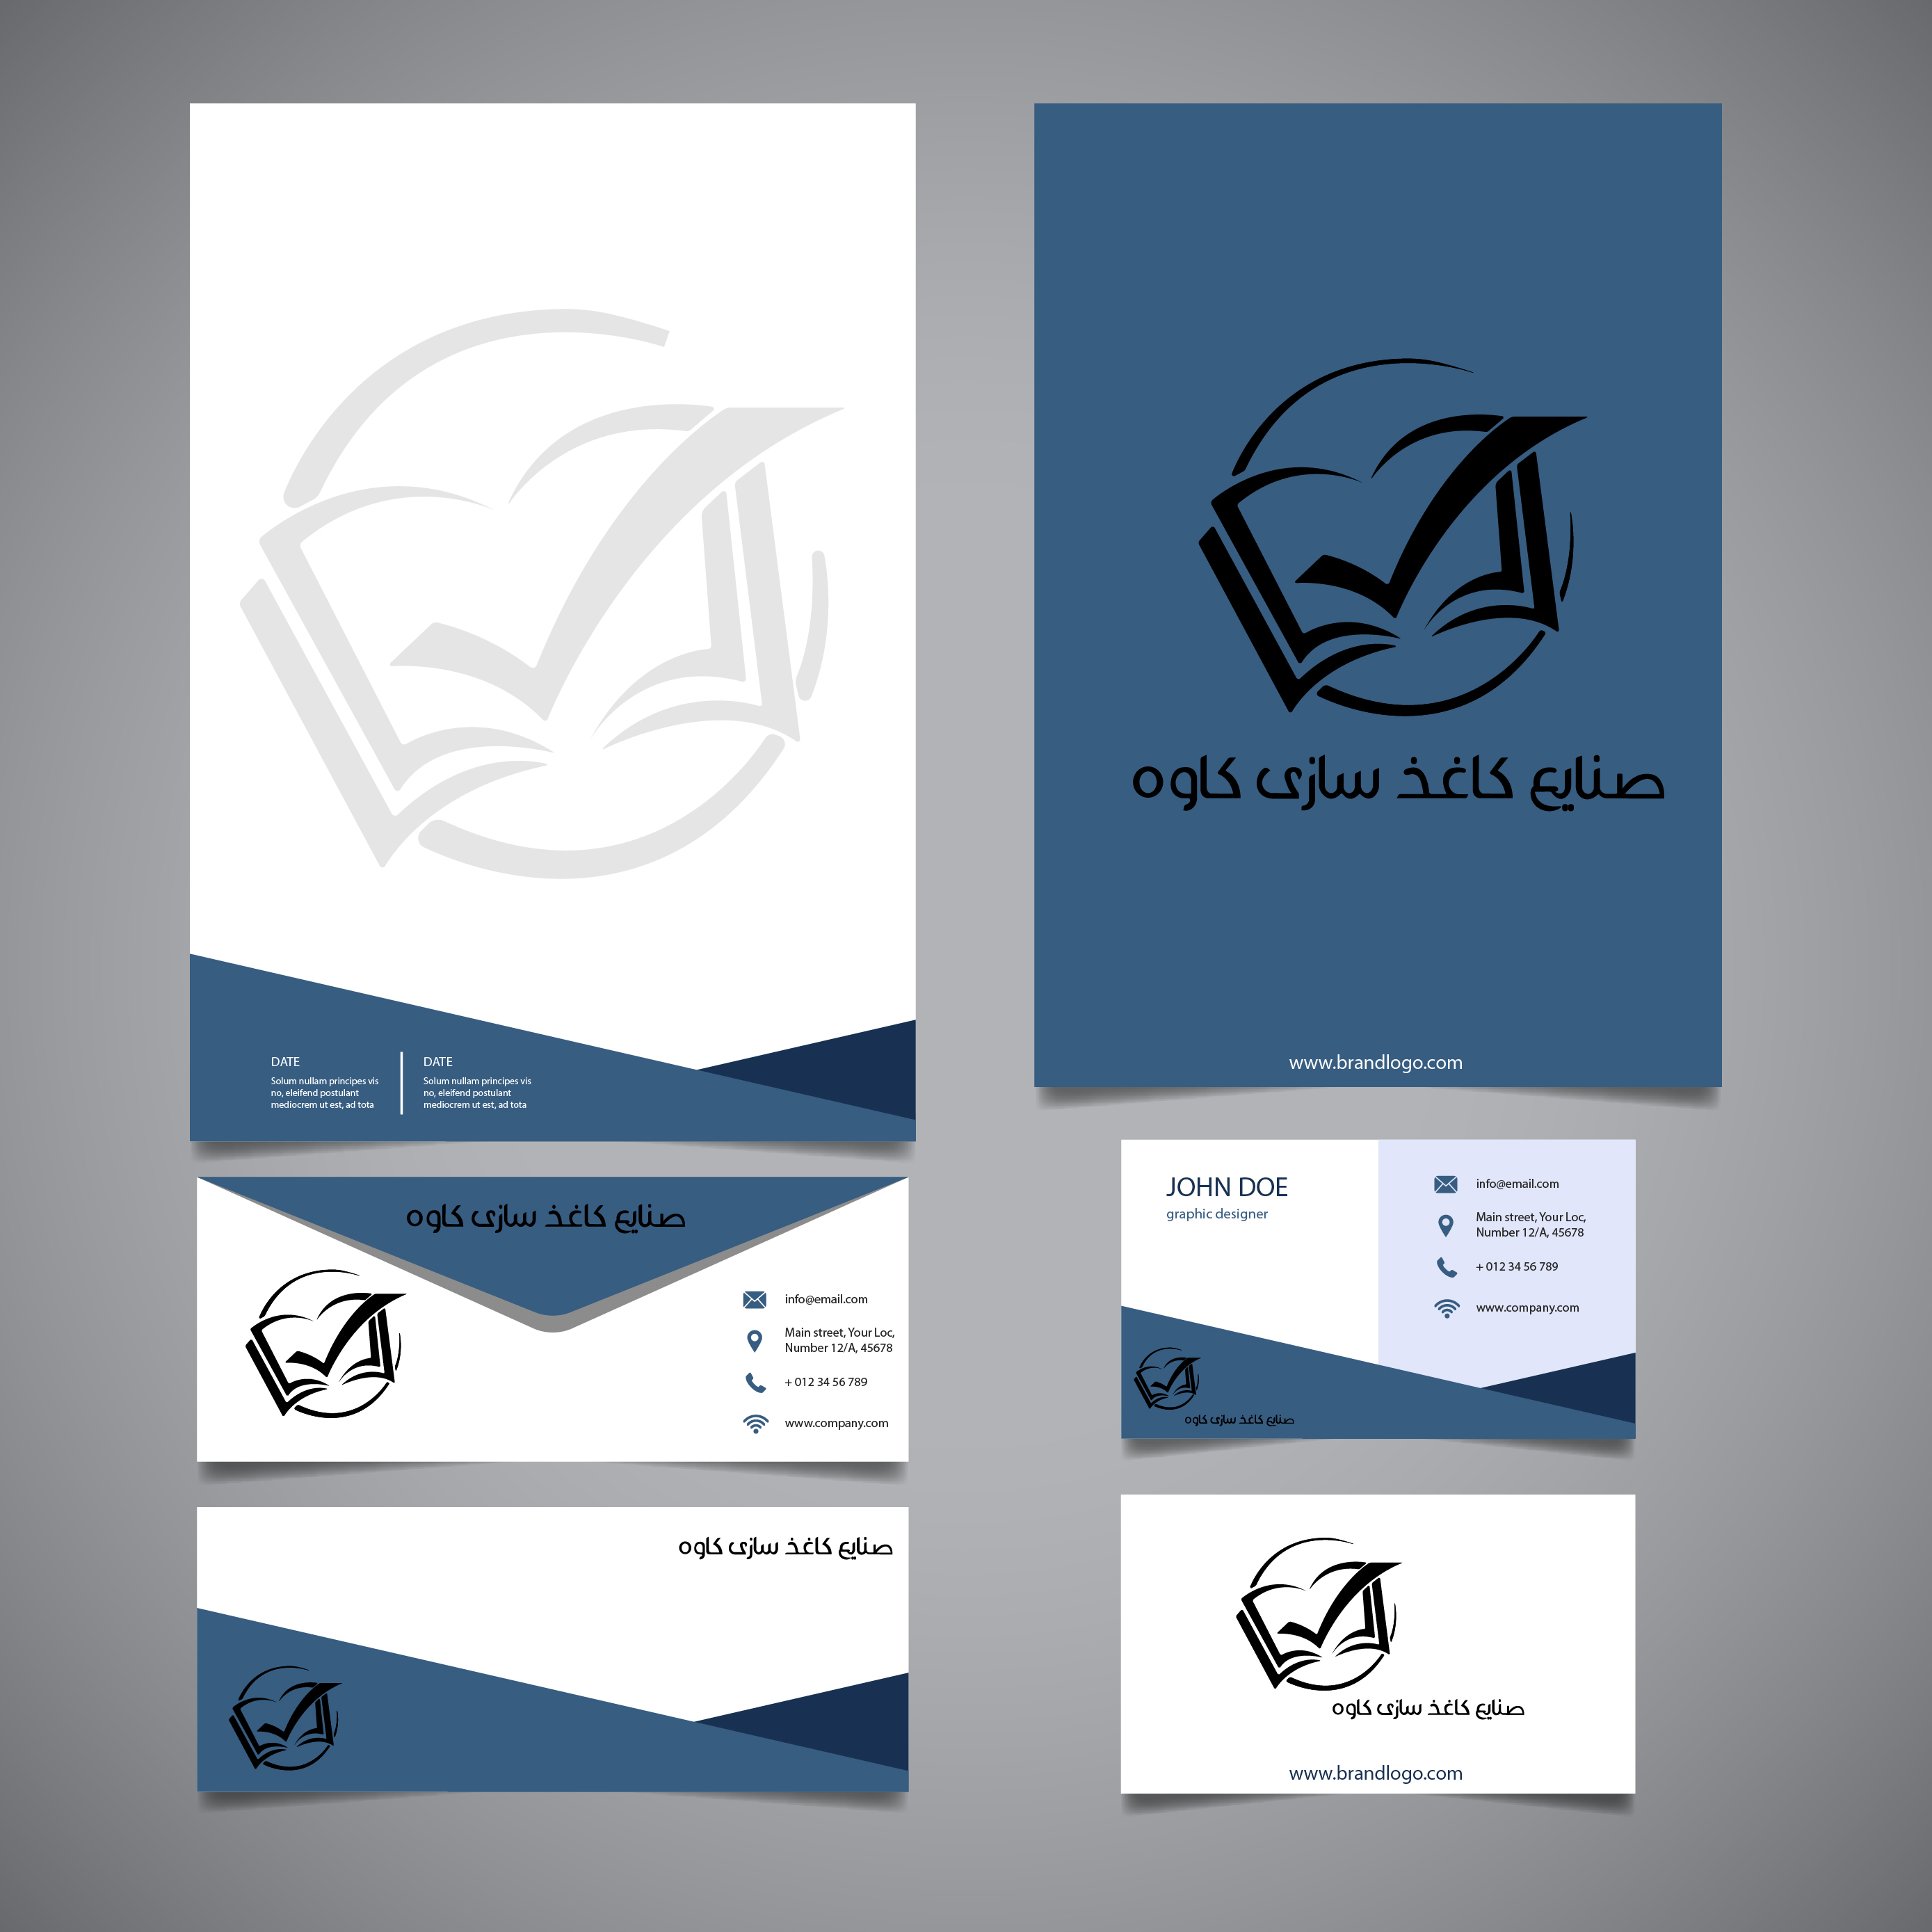 صنایع کاغذ سازی کاوه
www.brandlogo.com
DATE
Solum nullam principes vis
no, eleifend postulant
mediocrem ut est, ad tota
DATE
Solum nullam principes vis
no, eleifend postulant
mediocrem ut est, ad tota
صنایع کاغذ سازی کاوه
info@email.com
Main street, Your Loc,
Number 12/A, 45678
+ 012 34 56 789
www.company.com
JOHN DOE
graphic designer
info@email.com
Main street, Your Loc,
Number 12/A, 45678
+ 012 34 56 789
www.company.com
صنایع کاغذ سازی کاوه
صنایع کاغذ سازی کاوه
صنایع کاغذ سازی کاوه
www.brandlogo.com